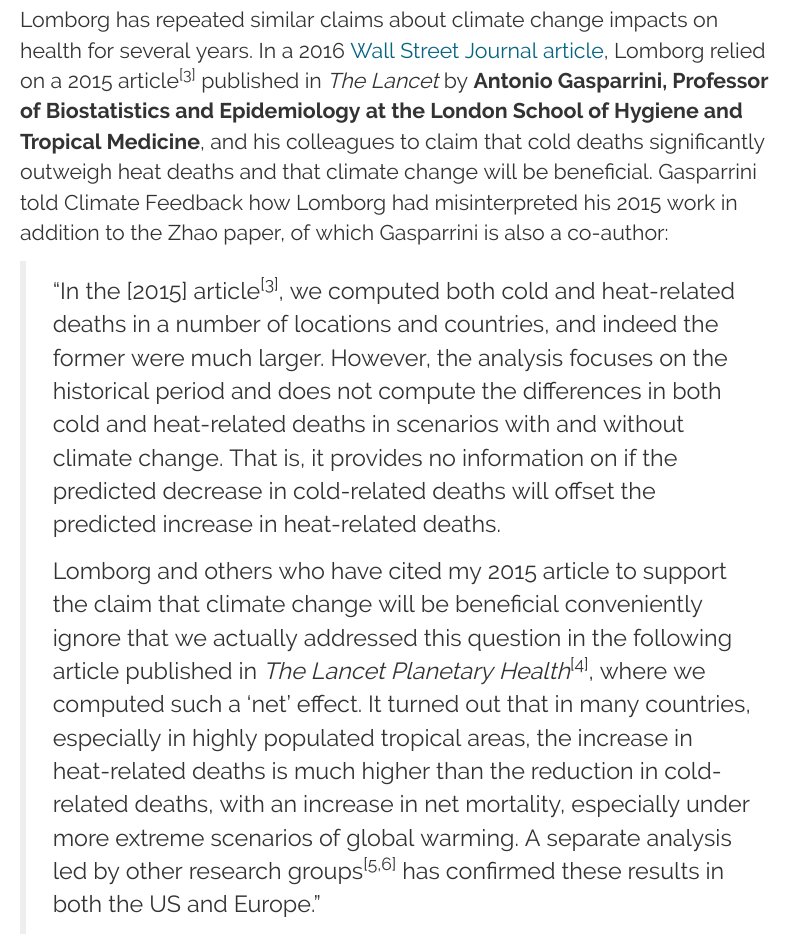 Lomborg has repeated similar claims about climate change impacts on
health for several years. In a 2016 Wall Street Journal article, Lomborg relied
on a 2015 article[3] published in The Lancet by Antonio Gasparrini, Professor
of Biostatistics and Epidemiology at the London School of Hygiene and
Tropical Medicine, and his colleagues to claim that cold deaths significantly
outweigh heat deaths and that climate change will be beneficial. Gasparrini
told Climate Feedback how Lomborg had misinterpreted his 2015 work in
addition to the Zhao paper, of which Gasparrini is also a co-author:
“In the [2015] article[3], we computed both cold and heat-related
deaths in a number of locations and countries, and indeed the
former were much larger. However, the analysis focuses on the
historical period and does not compute the differences in both
cold and heat-related deaths in scenarios with and without
climate change. That is, it provides no information on if the
predicted decrease in cold-related deaths will offset the
predicted increase in heat-related deaths.
Lomborg and others who have cited my 2015 article to support
the claim that climate change will be beneficial conveniently
ignore that we actually addressed this question in the following
article published in The Lancet Planetary Health[4], where we
computed such a ‘net’ effect. It turned out that in many countries,
especially in highly populated tropical areas, the increase in
heat-related deaths is much higher than the reduction in cold-
related deaths, with an increase in net mortality, especially under
more extreme scenarios of global warming. A separate analysis
led by other research groups[5,6] has confirmed these results in
both the US and Europe.”